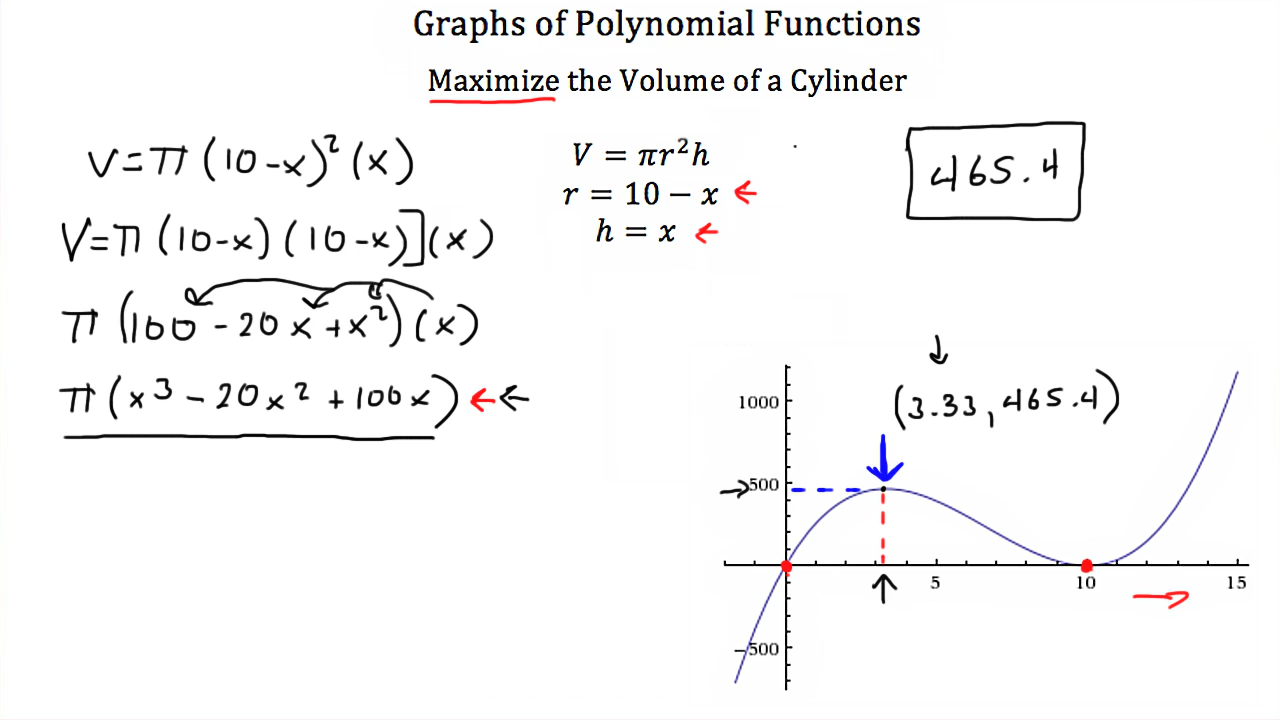 Graphs of Polynomial Functions
Maximize the Volume of a Cylinder
V=π(10-x)²(x)
V=π(10-x)(10-x)](x)
π(100-20x+x²)(x)
π(x³-20x²+100x)
V = πr²h
r = 10 − x
h = x
465.4
(3.33, 465.4)
1000
500
−500
5
10
15